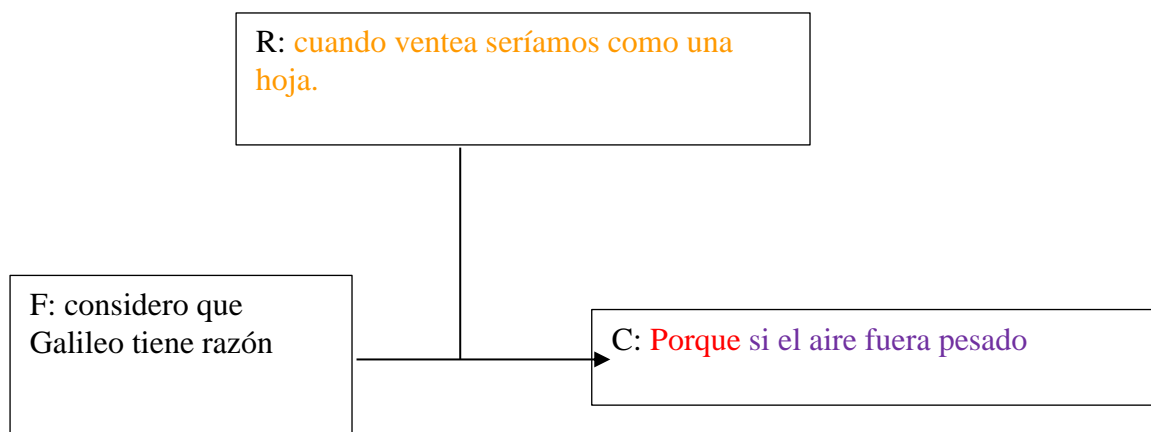 R: cuando ventea seríamos como una
hoja.
F: considero que
Galileo tiene razón
C: Porque si el aire fuera pesado